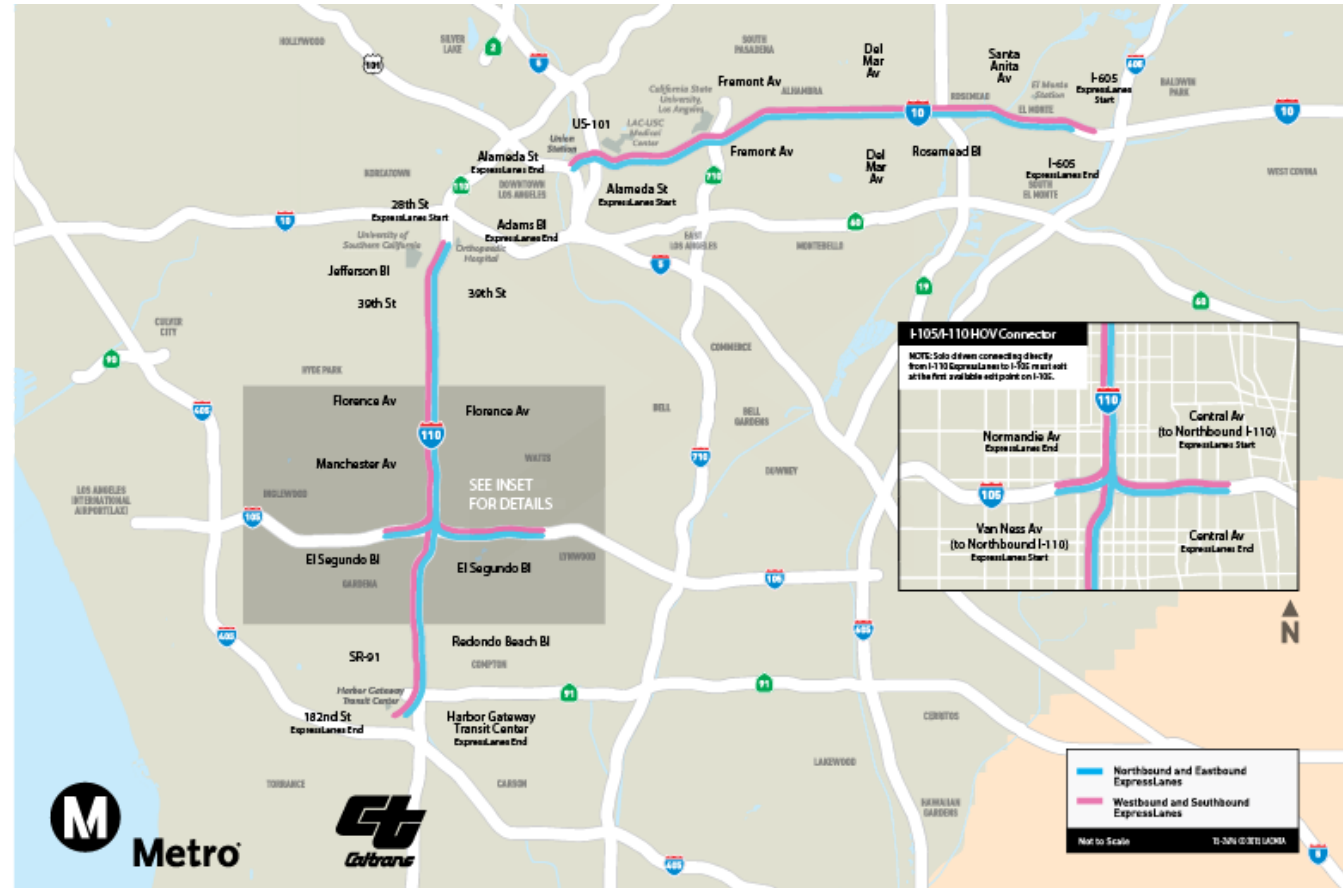 HOLLYWOOD
SILVER
LAKE
2
5
101
SOUTH
PASADENA
Del
Mar
Av
Santa
Anita
Av
I-605
ExpressLanes
Start
605
BALDWIN
PARK
Fremont Av
California State
University,
Los Angeles
ALHAMBRA
ROSEMEAD
El Monte
Station
EL MONTE
10
10
US-101
LAC-USC
Medical
Center
Union
Station
Alameda St
ExpressLanes End
Fremont Av
Del
Mar
Av
Rosemead Bl
I-605
ExpressLanes End
SOUTH
EL MONTE
WEST COVINA
KOREATOWN
110
DOWNTOWN
LOS ANGELES
Alameda St
ExpressLanes Start
710
28th St
ExpressLanes Start
10
Adams Bl
ExpressLanes End
60
University of
Southern California
Orthopaedic
Hospital
EAST
LOS ANGELES
MONTEBELLO
5
Jefferson Bl
39th St
39th St
19
60
CULVER
CITY
90
HYDE PARK
COMMERCE
405
Florence Av
Florence Av
BELL
BELL
GARDENS
110
Manchester Av
WATTS
710
DOWNEY
SEE INSET
FOR DETAILS
INGLEWOOD
LOS ANGELES
INTERNATIONAL
AIRPORT(LAX)
105
El Segundo Bl
El Segundo Bl
LYNWOOD
GARDENA
105
I-105/I-110 HOV Connector
NOTE: Solo drivers connecting directly
from I-110 ExpressLanes to I-105 must exit
at the first available exit point on I-105.
110
Normandie Av
ExpressLanes End
Central Av
(to Northbound I-110)
ExpressLanes Start
105
Van Ness Av
(to Northbound I-110)
ExpressLanes Start
Central Av
ExpressLanes End
N
405
605
SR-91
Redondo Beach Bl
COMPTON
Harbor Gateway
Transit Center
91
91
182nd St
ExpressLanes End
Harbor Gateway
Transit Center
ExpressLanes End
CERRITOS
TORRANCE
CARSON
LAKEWOOD
HAWAIIAN
GARDENS
M
Metro
Caltrans
405
Northbound and Eastbound
ExpressLanes
Westbound and Southbound
ExpressLanes
Not to Scale
5